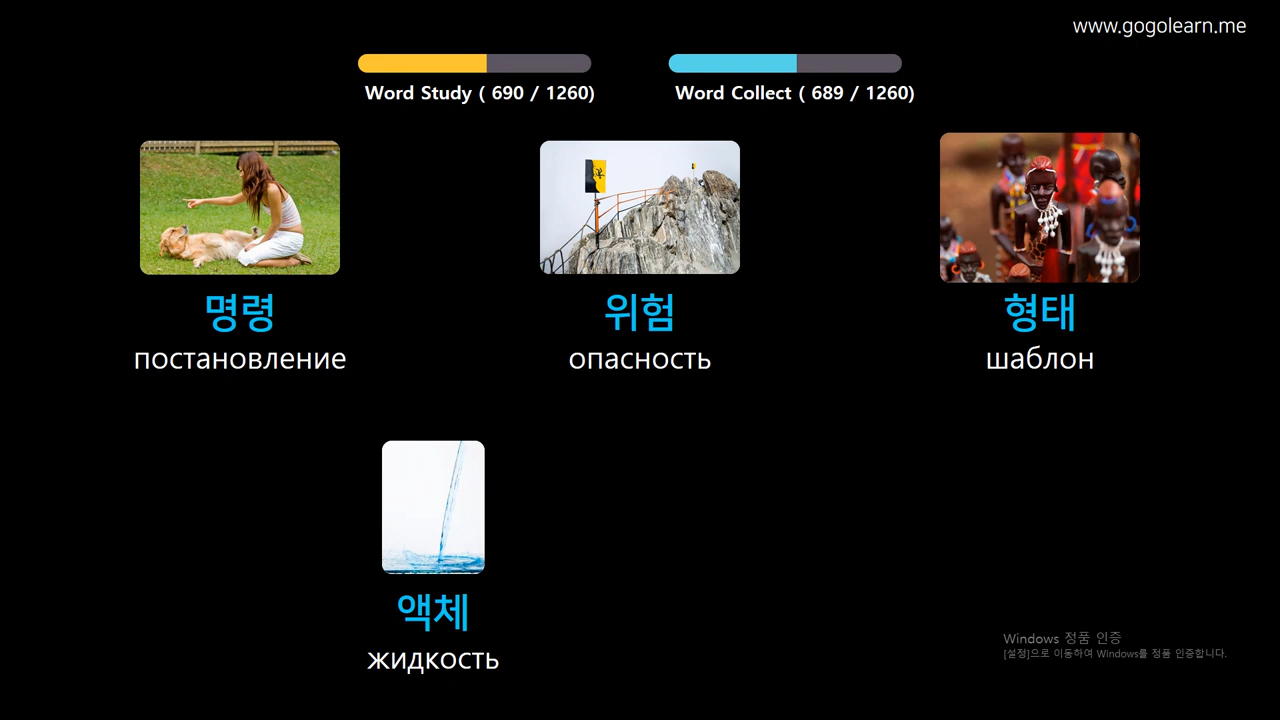 www.gogolearn.me
Word Study ( 690 / 1260)
Word Collect ( 689 / 1260)
명령
постановление
위험
опасность
형태
шаблон
액체
жидкость
Windows 정품 인증
[설정]으로 이동하여 Windows를 정품 인증합니다.